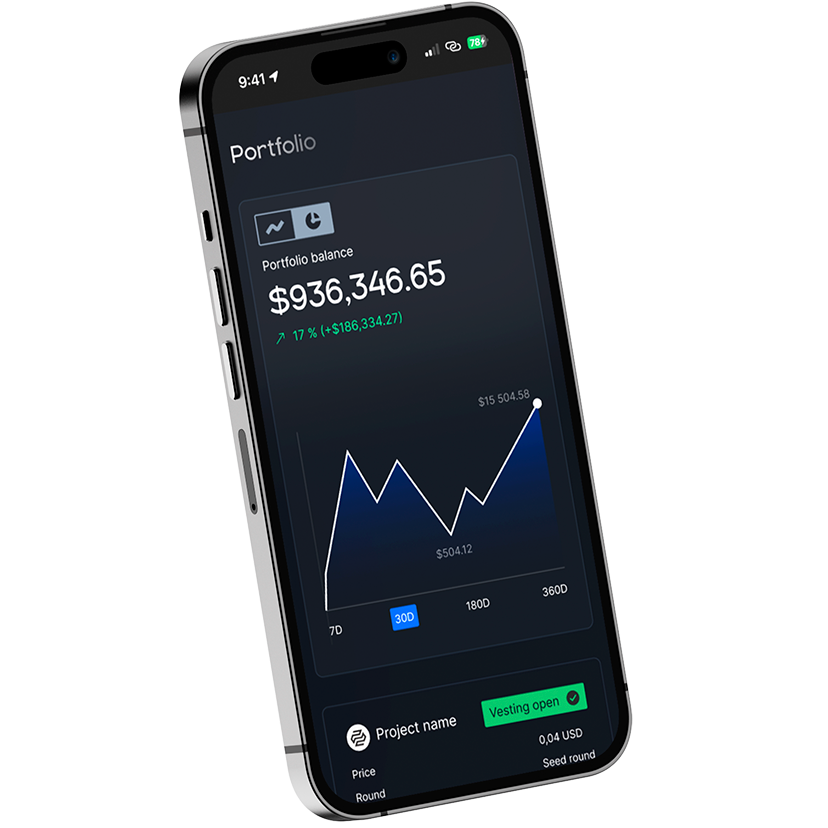 9:41
78
Portfolio
Portfolio balance
$936,346.65
17 % (+$186,334.27)
$15 504.58
$504.12
7D 30D 180D 360D
Project name
Vesting open
Price 0,04 USD
Round Seed round